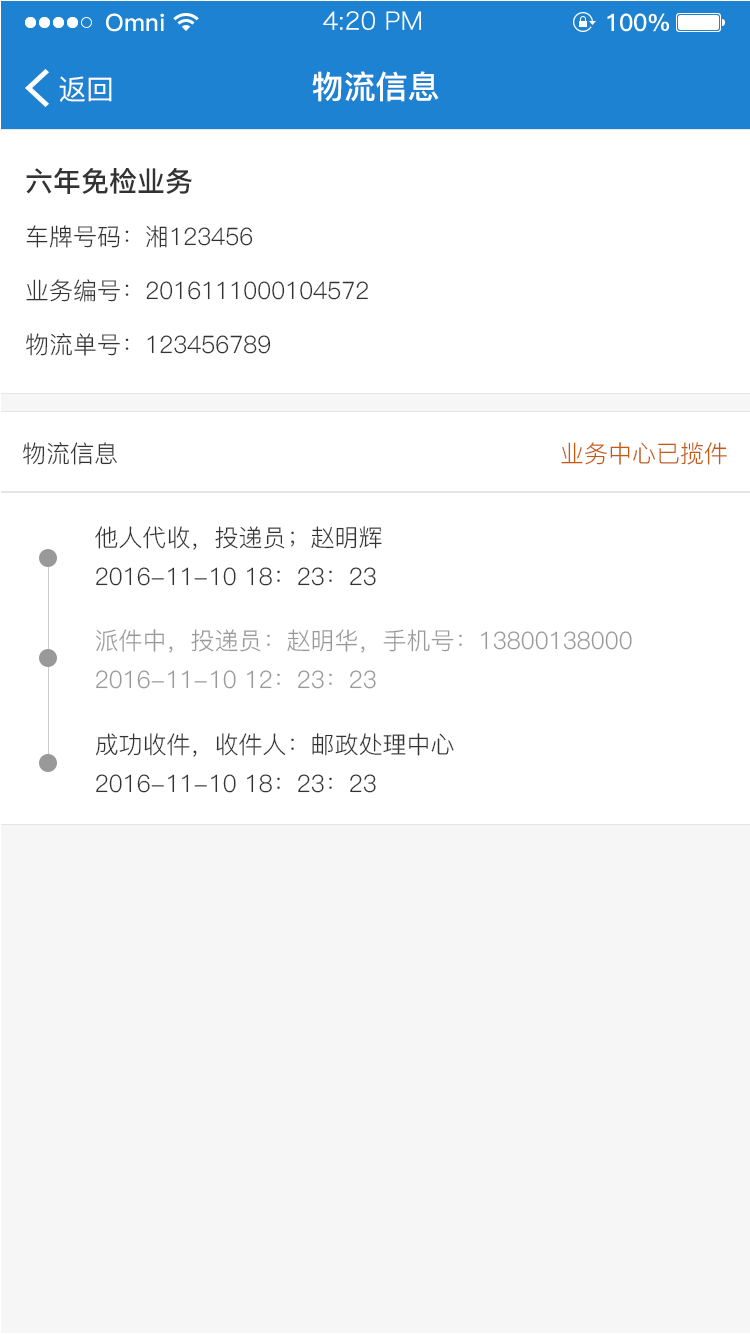 Omni 4:20 PM 100%
返回 物流信息
六年免检业务
车牌号码：湘123456
业务编号：2016111000104572
物流单号：123456789
物流信息 业务中心已揽件
他人代收，投递员；赵明辉
2016-11-10 18：23：23
派件中，投递员：赵明华，手机号：13800138000
2016-11-10 12：23：23
成功收件，收件人：邮政处理中心
2016-11-10 18：23：23